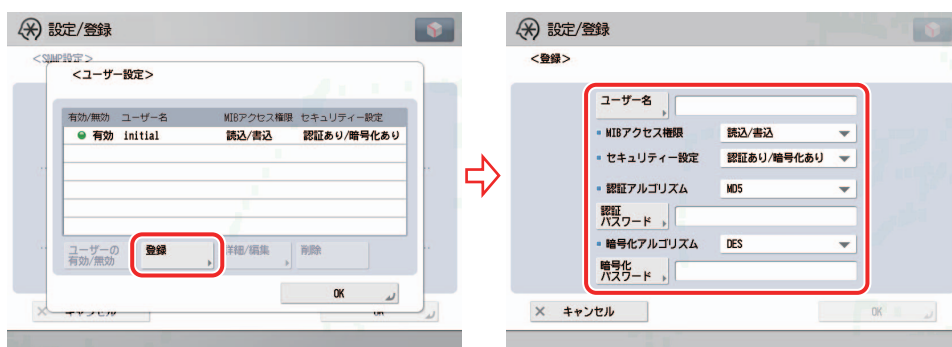 設定/登録
<SNMP設定>
<ユーザー設定>
有効/無効 ユーザー名 MIBアクセス権限 セキュリティー設定
有効 initial 読込/書込 認証あり/暗号化あり
ユーザーの
有効/無効
登録
詳細/編集
削除
OK
キャンセル
OK
設定/登録
<登録>
ユーザー名
MIBアクセス権限 読込/書込
セキュリティー設定 認証あり/暗号化あり
認証アルゴリズム MD5
認証
パスワード
暗号化アルゴリズム DES
暗号化
パスワード
キャンセル
OK